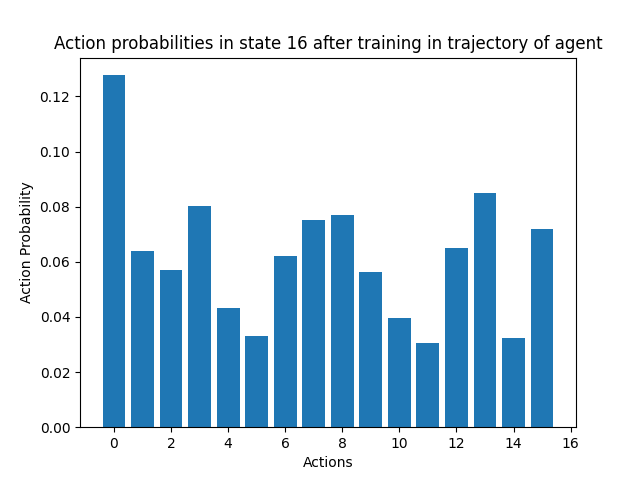 Action probabilities in state 16 after training in trajectory of agent
0.12
0.10
0.08
0.06
0.04
0.02
0.00
Action Probability
0 2 4 6 8 10 12 14 16
Actions